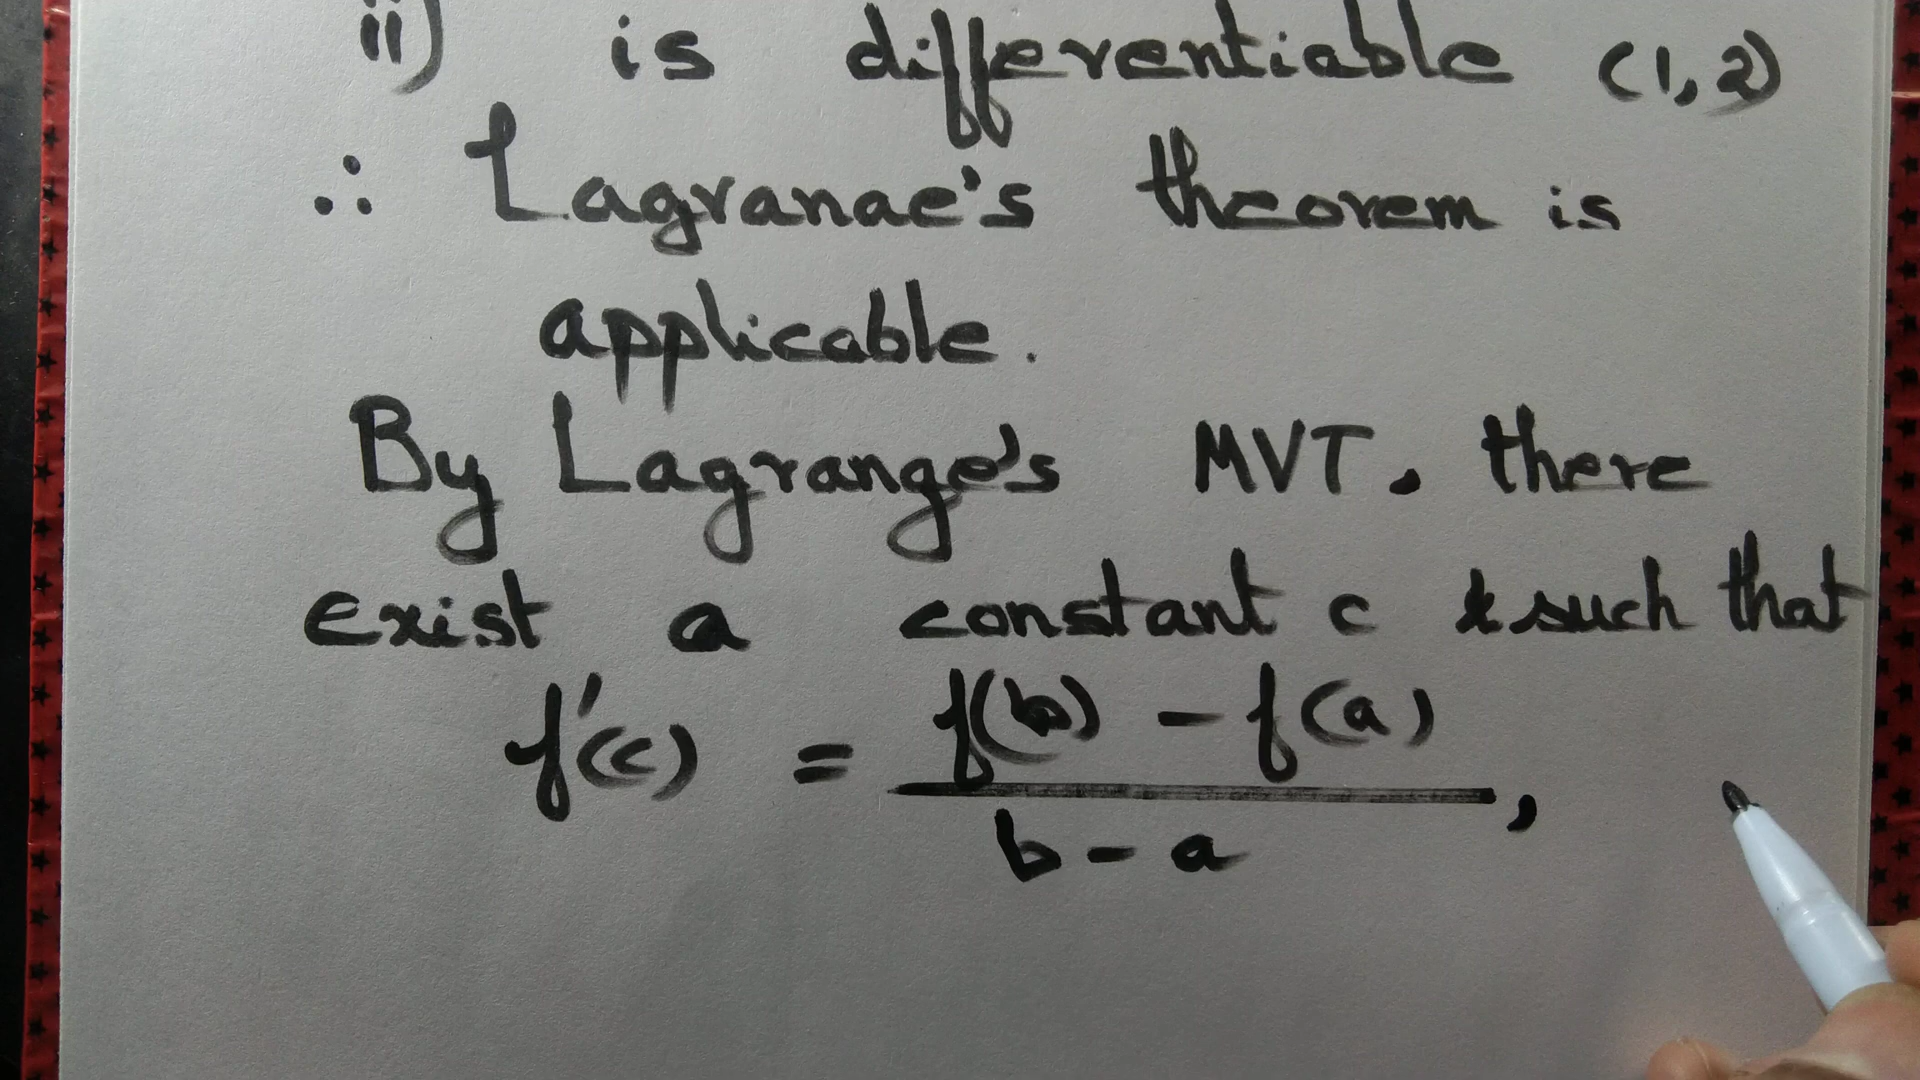 ii) is differentiable (1,2)
∴ Lagranae's theorem is
applicable.
By Lagrange's MVT, there
exist a constant c such that
f'(c) = f(b) - f(a)
b - a ,